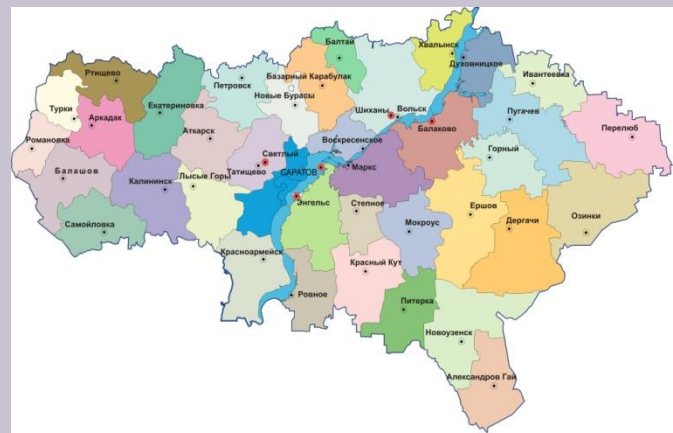 Балтай
Хвалынск
Духовницкое
Ртищево
Петровск
Базарный Карабулак
Ивантеевка
Турки
Екатериновка
Новые Бурасы
Шиханы
Вольск
Пугачев
Перелюб
Аркадак
Аткарск
Балаково
Романовка
Воскресенское
Горный
Светлый
Татищево
САРАТОВ
Маркс
Балашов
Калининск
Лысые Горы
Энгельс
Степное
Ершов
Озинки
Самойловка
Мокроус
Дергачи
Красноармейск
Красный Кут
Ровное
Питерка
Новоузенск
Александров Гай